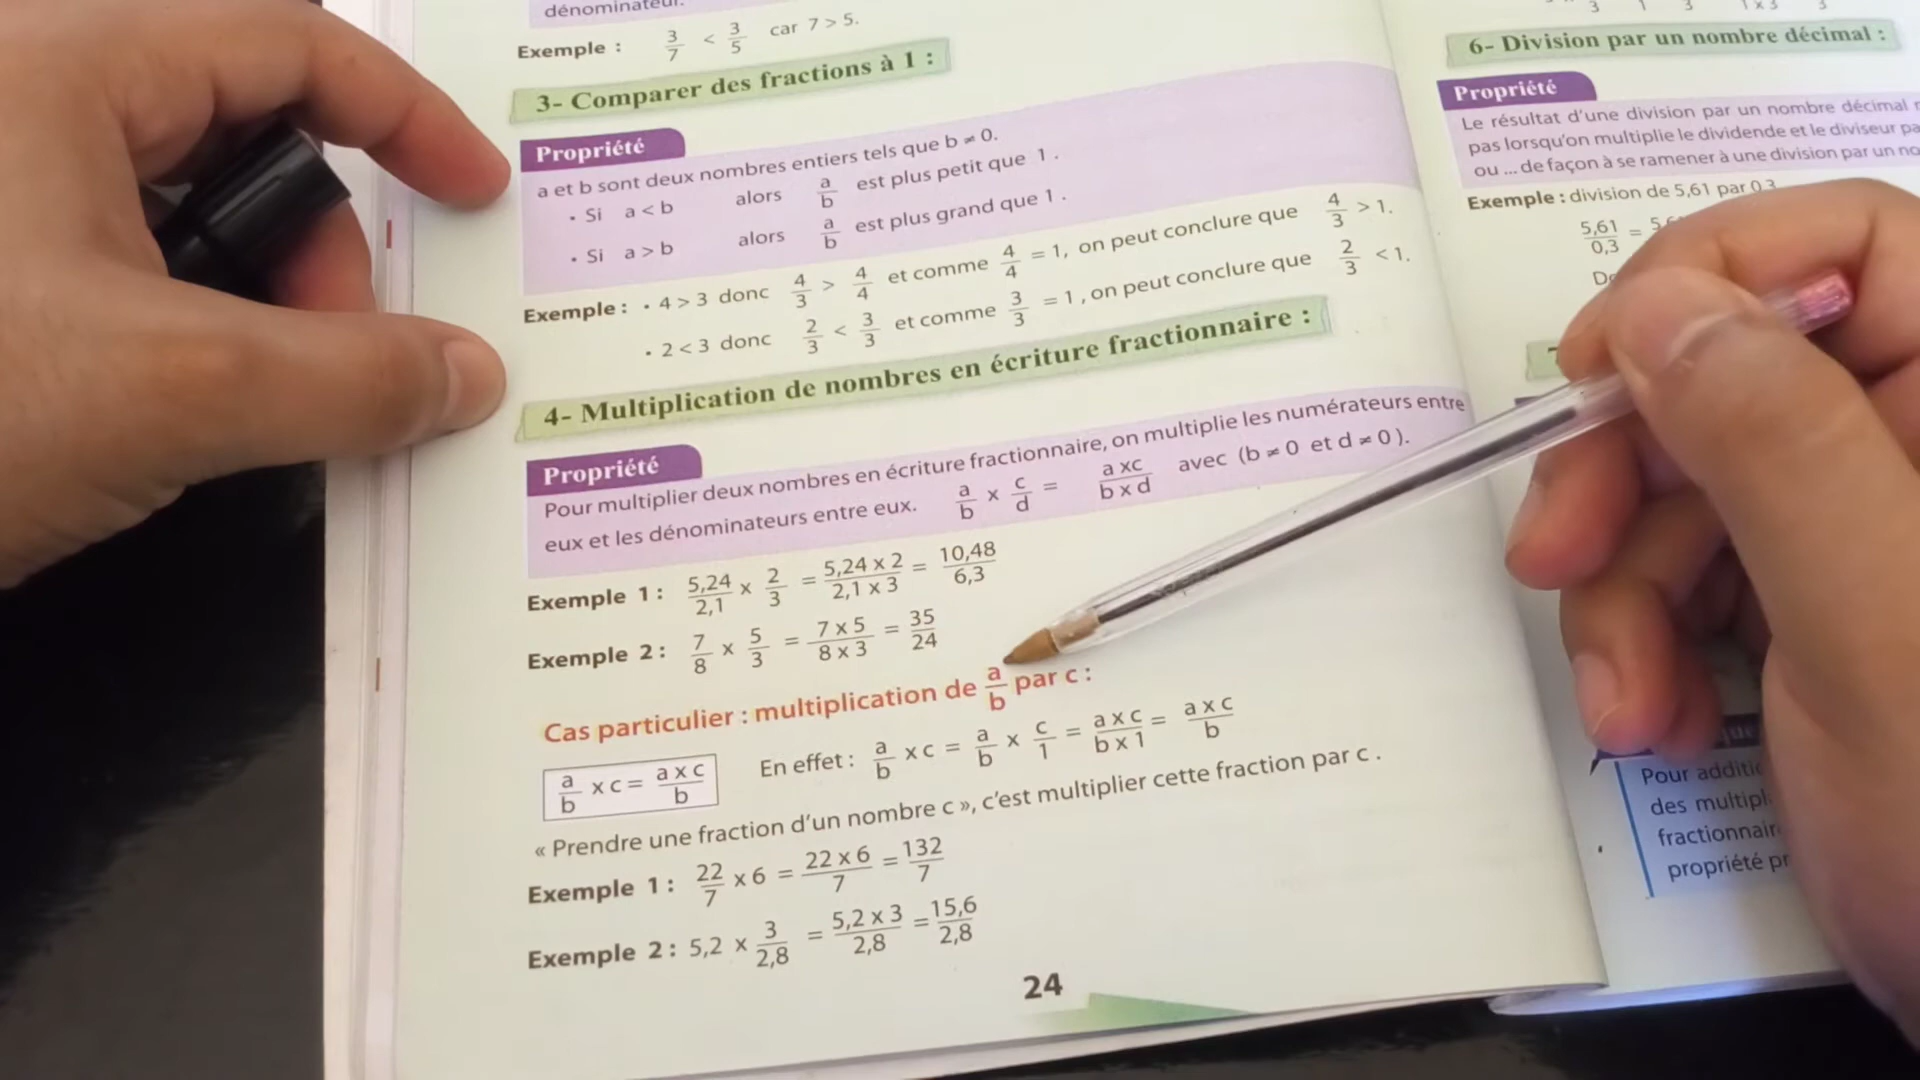 dénominateur.
Exemple : 3/7 < 3/5 car 7 > 5.
3- Comparer des fractions à 1 :
Propriété
a et b sont deux nombres entiers tels que b ≠ 0.
• Si a < b alors a/b est plus petit que 1 .
• Si a > b alors a/b est plus grand que 1 .
Exemple : • 4 > 3 donc 4/3 > 4/4 et comme 4/4 = 1, on peut conclure que 4/3 > 1.
• 2 < 3 donc 2/3 < 3/3 et comme 3/3 = 1 , on peut conclure que 2/3 < 1.
4- Multiplication de nombres en écriture fractionnaire :
Propriété
Pour multiplier deux nombres en écriture fractionnaire, on multiplie les numérateurs entre
eux et les dénominateurs entre eux. a/b x c/d = a xc/b x d avec (b ≠ 0 et d ≠ 0 ).
Exemple 1 : 5,24/2,1 x 2/3 = 5,24 x 2/2,1 x 3 = 10,48/6,3
Exemple 2 : 7/8 x 5/3 = 7 x 5/8 x 3 = 35/24
Cas particulier : multiplication de a/b par c :
a/b x c = a x c/b En effet : a/b x c = a/b x c/1 = a x c/b x 1 = a x c/b
« Prendre une fraction d'un nombre c », c'est multiplier cette fraction par c .
Exemple 1 : 22/7 x 6 = 22 x 6/7 = 132/7
Exemple 2 : 5,2 x 3/2,8 = 5,2 x 3/2,8 = 15,6/2,8
24
6- Division par un nombre décimal :
Propriété
Le résultat d'une division par un nombre décimal
pas lorsqu'on multiplie le dividende et le diviseur
ou ... de façon à se ramener à une division par un
Exemple : division de 5,61 par 0,3
5,61/0,3 =
Pour
des
propriété